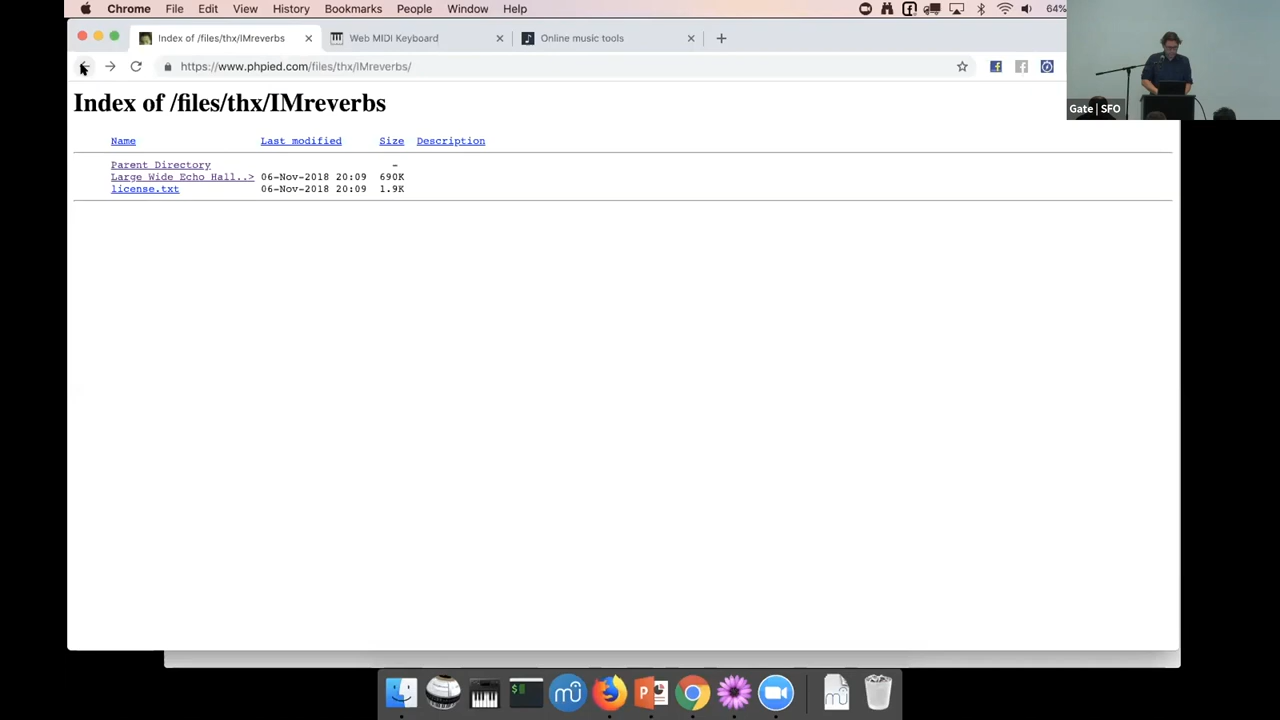 Chrome File Edit View History Bookmarks People Window Help 64%
Index of /files/thx/IMreverbs
Web MIDI Keyboard
Online music tools
https://www.phpied.com/files/thx/IMreverbs/
Gate | SFO
Index of /files/thx/IMreverbs
Name Last modified Size Description
Parent Directory -
Large Wide Echo Hall..> 06-Nov-2018 20:09 690K
license.txt 06-Nov-2018 20:09 1.9K